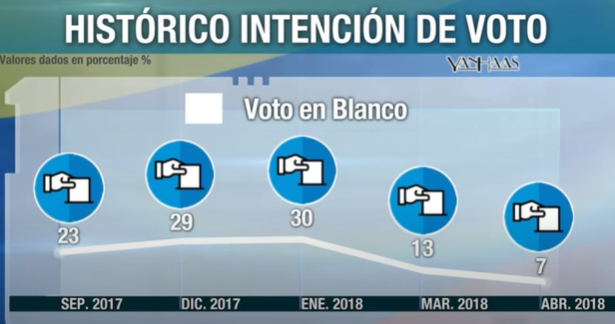 HISTÓRICO INTENCIÓN DE VOTO
Valores dados en porcentaje %
YANHAAS
Voto en Blanco
23
29
30
13
7
SEP. 2017
DIC. 2017
ENE. 2018
MAR. 2018
ABR. 2018